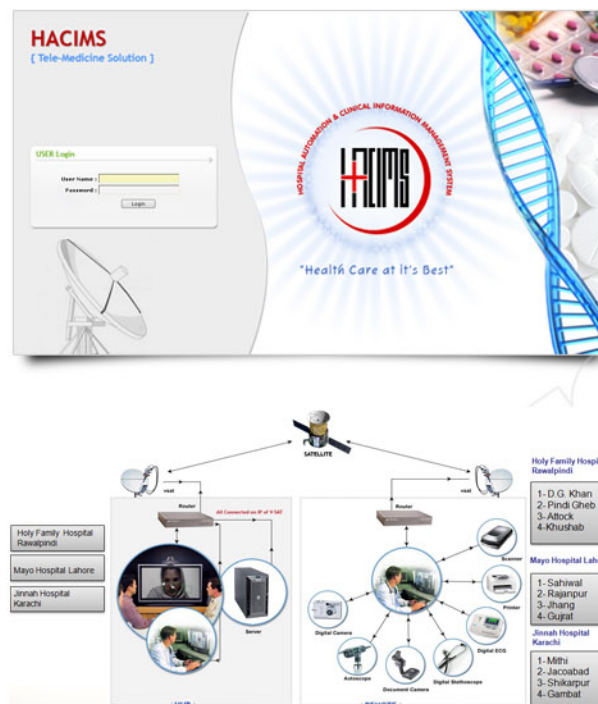 HACIMS
[ Tele-Medicine Solution ]
USER Login
User Name :
Password :
Login
HOSPITAL AUTOMATION & CLINICAL INFORMATION MANAGEMENT SYSTEM
HACIMS
"Health Care at it's Best"
SATELLITE
vsat
vsat
Router
All Connected on IP of V SAT
Router
Holy Family Hospital
Rawalpindi
Mayo Hospital Lahore
Jinnah Hospital
Karachi
Server
Scanner
Printer
Digital ECG
Digital Stethoscope
Document Camera
Autoscope
Digital Camera
Holy Family Hospi
Rawalpindi
1- D.G. Khan
2- Pindi Gheb
3- Attock
4-Khushab
Mayo Hospital Laho
1- Sahiwal
2- Rajanpur
3- Jhang
4- Gujrat
Jinnah Hospital
Karachi
1- Mithi
2- Jacoabad
3- Shikarpur
4- Gambat